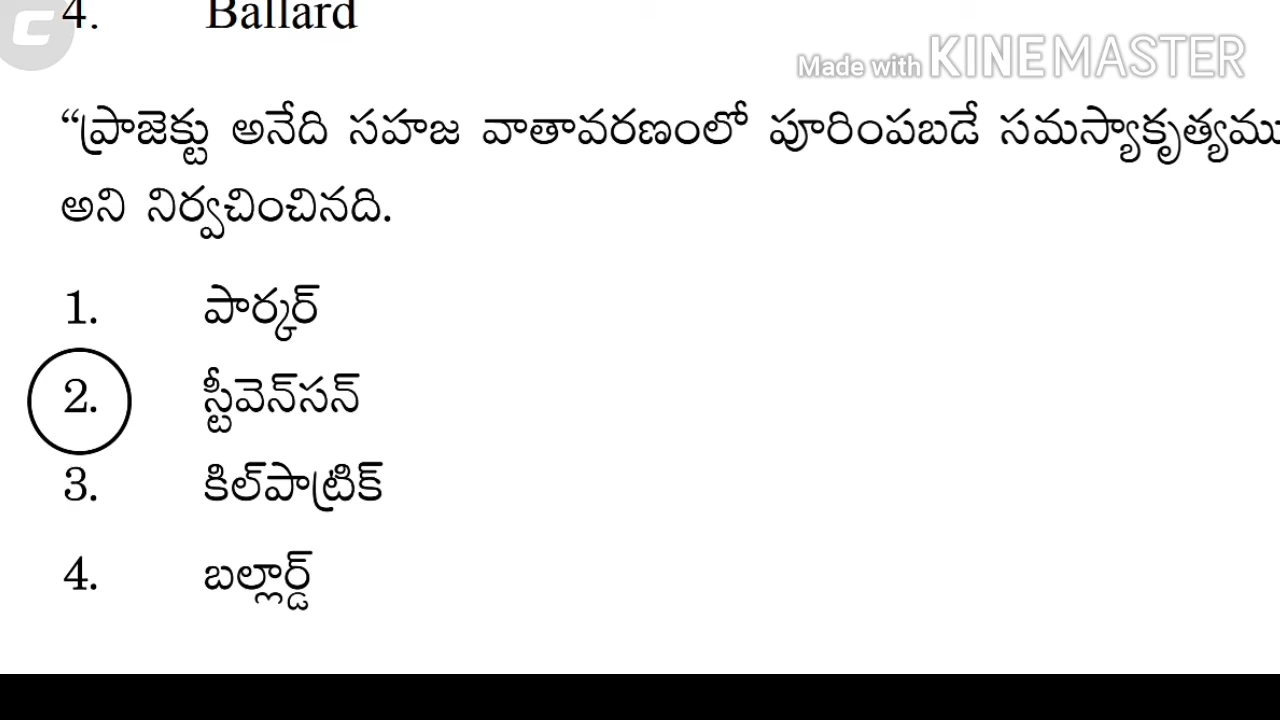 4. Ballard
Made with KINEMASTER
“ప్రాజెక్టు అనేది సహజ వాతావరణంలో పూరింపబడే సమస్యాకృత్యము
అని నిర్వచించినది.
1. పార్కర్
2. స్టీవెన్‌సన్
3. కిల్‌పాట్రిక్
4. బల్లార్డ్